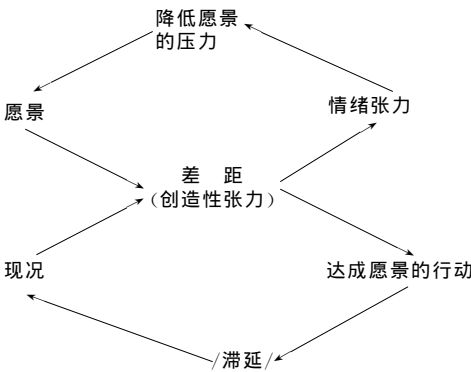 降低愿景
的压力
愿景
情绪张力
差 距
(创造性张力)
现况
达成愿景的行动
/滞延/